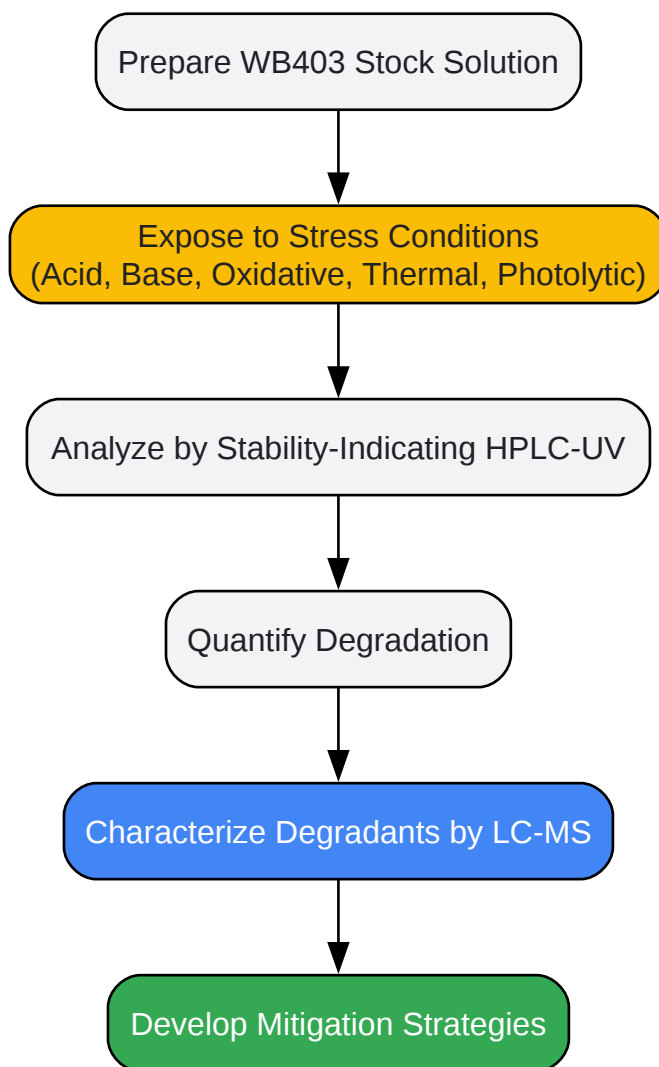 Prepare WB403 Stock Solution
Expose to Stress Conditions
(Acid, Base, Oxidative, Thermal, Photolytic)
Analyze by Stability-Indicating HPLC-UV
Quantify Degradation
Characterize Degradants by LC-MS
Develop Mitigation Strategies